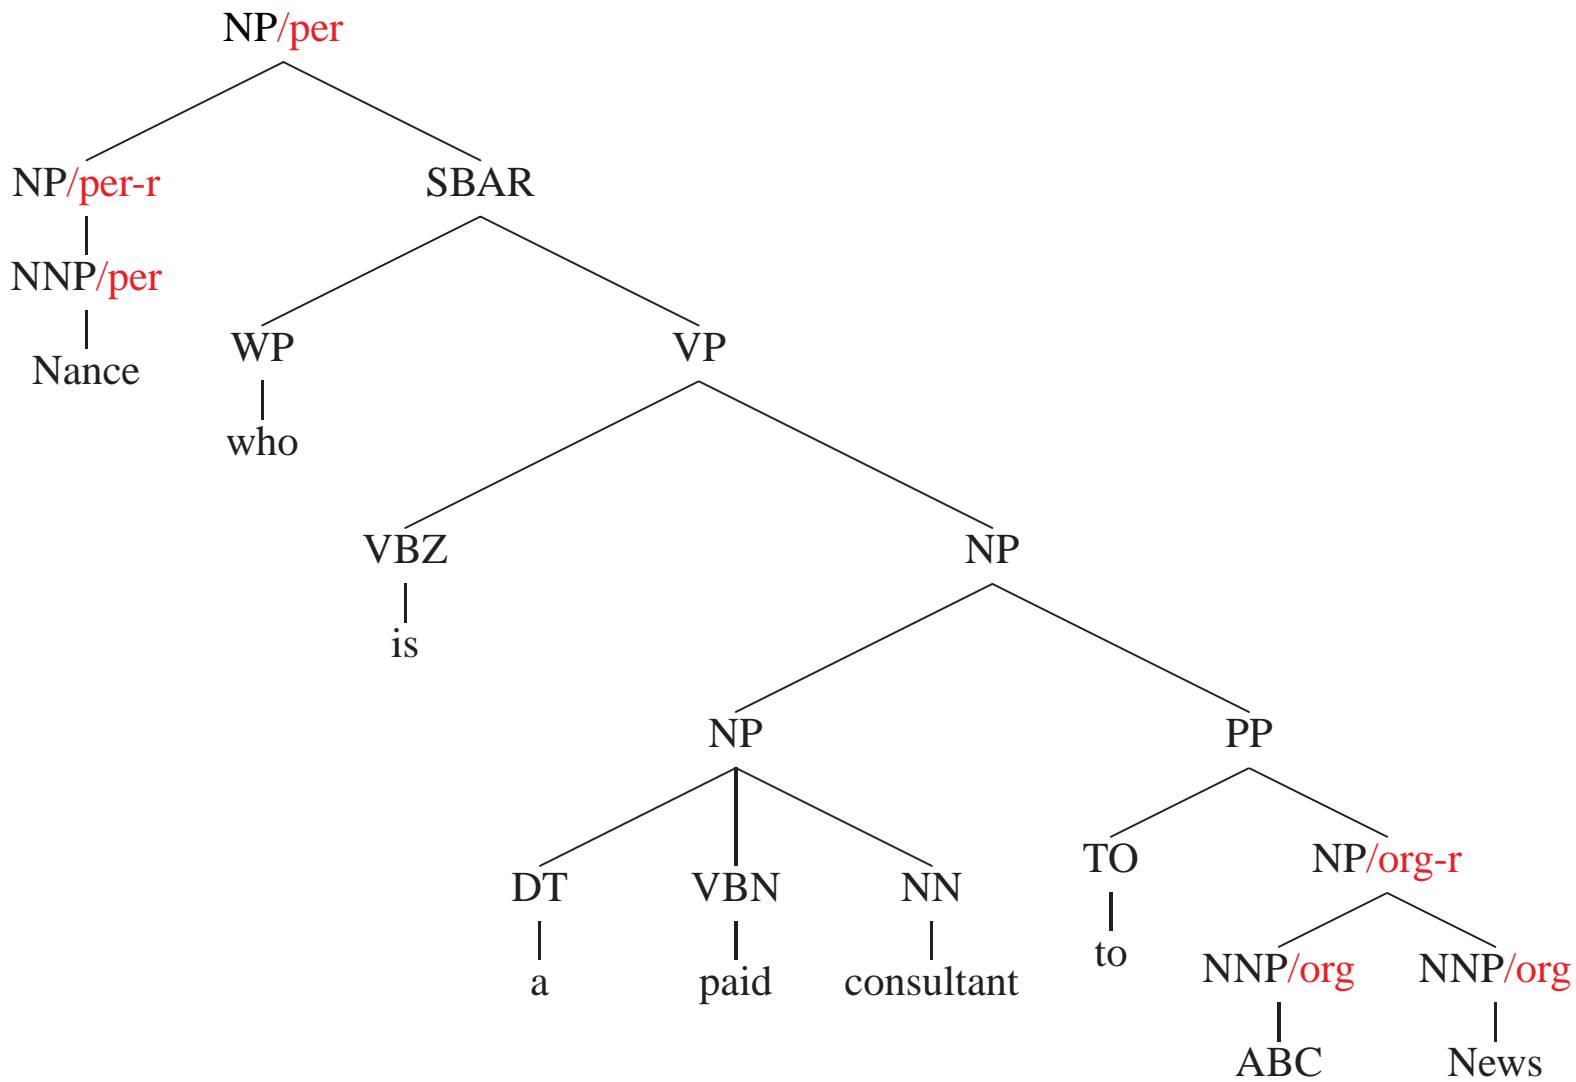 NP/per
NP/per-r SBAR
NNP/per
WP VP
Nance
who
VBZ NP
is
NP PP
TO NP/org-r
DT VBN NN
to
NNP/org NNP/org
a paid consultant
ABC News